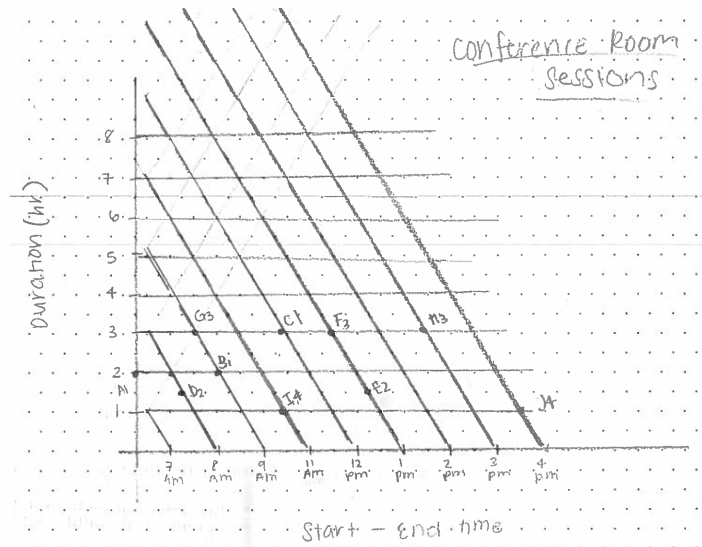 Conference Room
Sessions
Duration (hr)
8
7
6
5
4
3
2
1
G3
C1
F3
H3
B1
A1
D2
I4
E2
J4
7 8 9 11 12 1 2 3 4
Am Am Am Am pm pm pm pm pm
Start - End time